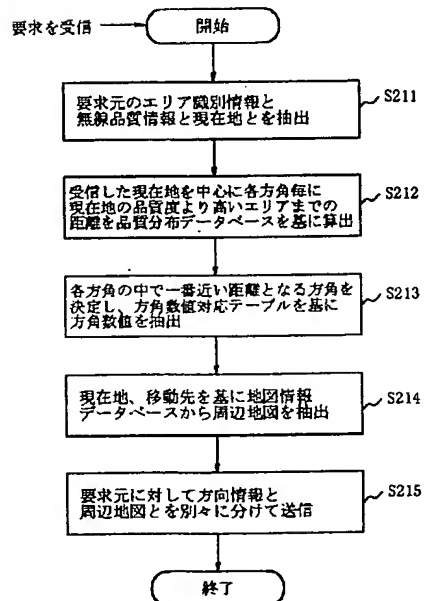 要求を受信
開始
S211
要求元のエリア識別情報と
無線品質情報と現在地とを抽出
S212
受信した現在地を中心に各方角毎に
現在地の品質度より高いエリアまでの
距離を品質分布データベースを基に算出
S213
各方角の中で一番近い距離となる方角を
決定し、方角数値対応テーブルを基に
方角数値を抽出
S214
現在地、移動先を基に地図情報
データベースから周辺地図を抽出
S215
要求元に対して方向情報と
周辺地図とを別々に分けて送信
終了